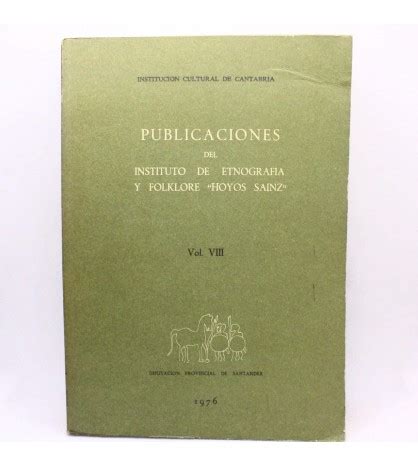 INSTITUCION CULTURAL DE CANTABRIA
PUBLICACIONES
DEL
INSTITUTO DE ETNOGRAFIA
Y FOLKLORE "HOYOS SAINZ"
Vol. VIII
DIPUTACION PROVINCIAL DE SANTANDER
1976